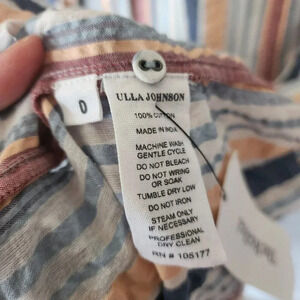 0
ULLA JOHNSON
100% COTTON
MADE IN INDIA
MACHINE WASH
GENTLE CYCLE
DO NOT BLEACH
DO NOT WRING
OR SOAK
TUMBLE DRY LOW
DO NOT IRON
STEAM ONLY
IF NECESSARY
PROFESSIONAL
DRY CLEAN
RN # 105177